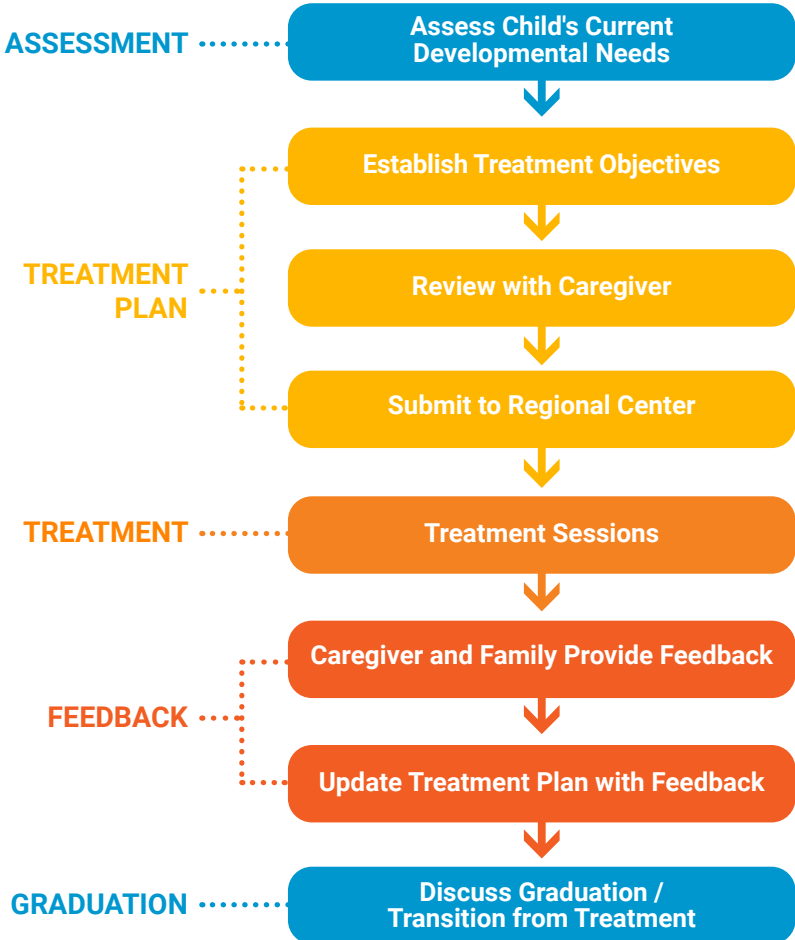 ASSESSMENT
Assess Child's Current
Developmental Needs
Establish Treatment Objectives
TREATMENT
PLAN
Review with Caregiver
Submit to Regional Center
TREATMENT
Treatment Sessions
Caregiver and Family Provide Feedback
FEEDBACK
Update Treatment Plan with Feedback
GRADUATION
Discuss Graduation /
Transition from Treatment